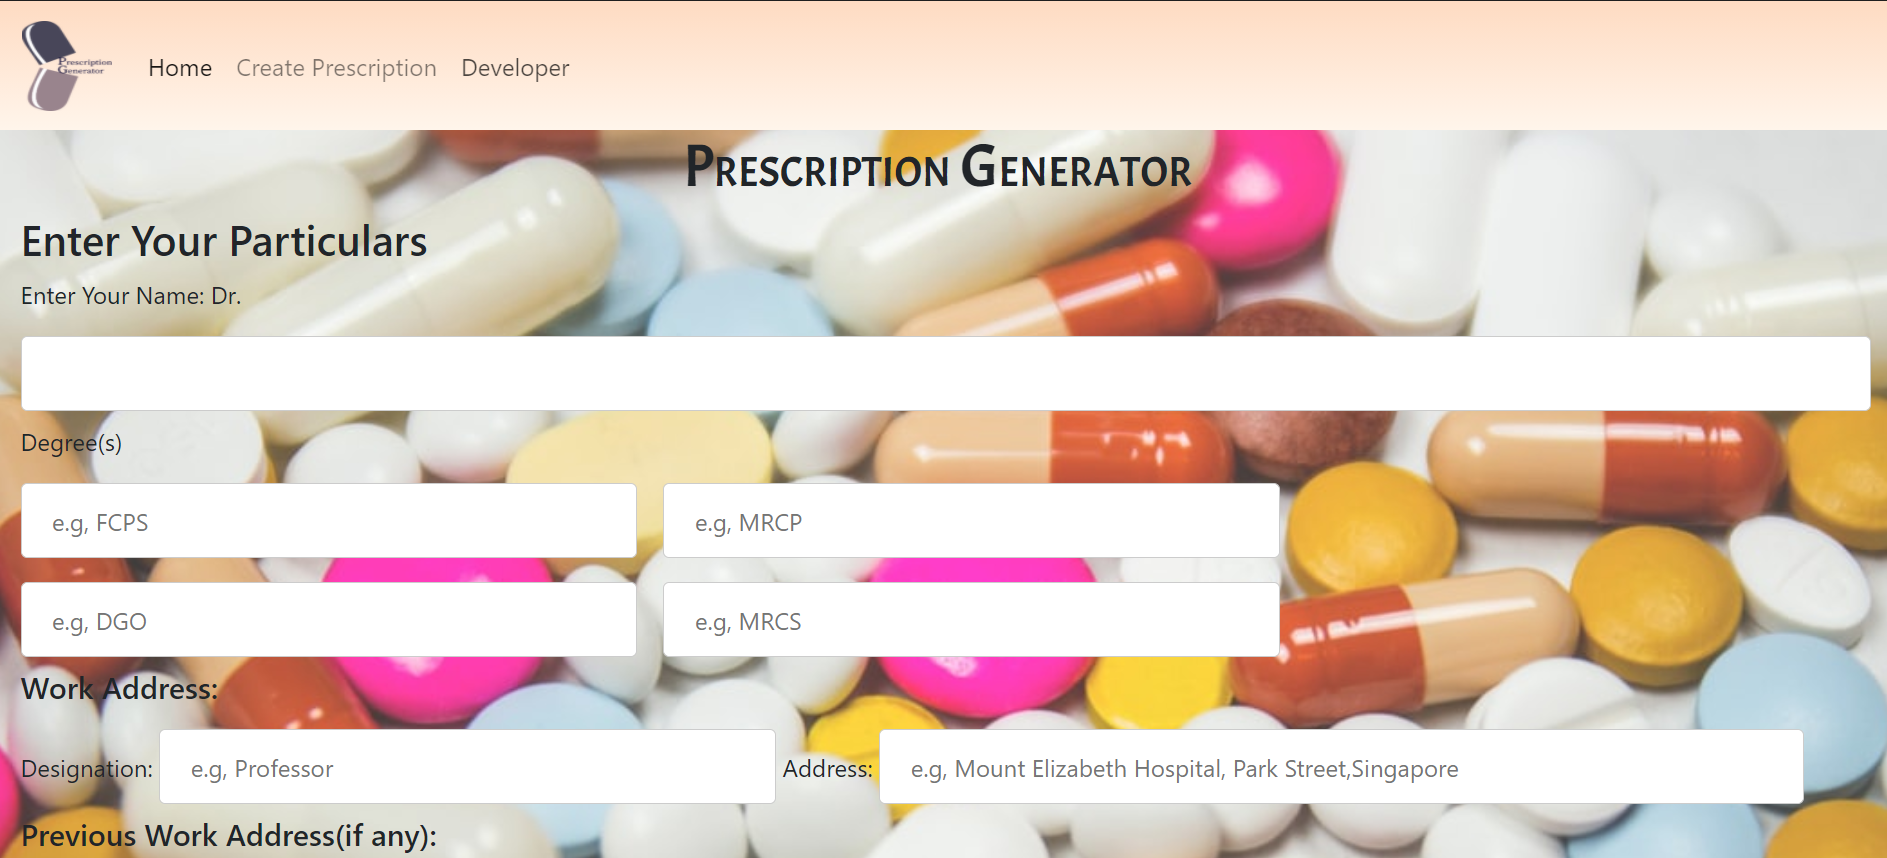 Prescription
Generator
Home Create Prescription Developer
Prescription Generator
Enter Your Particulars
Enter Your Name: Dr.
Degree(s)
e.g, FCPS e.g, MRCP
e.g, DGO e.g, MRCS
Work Address:
Designation: e.g, Professor Address: e.g, Mount Elizabeth Hospital, Park Street,Singapore
Previous Work Address(if any):